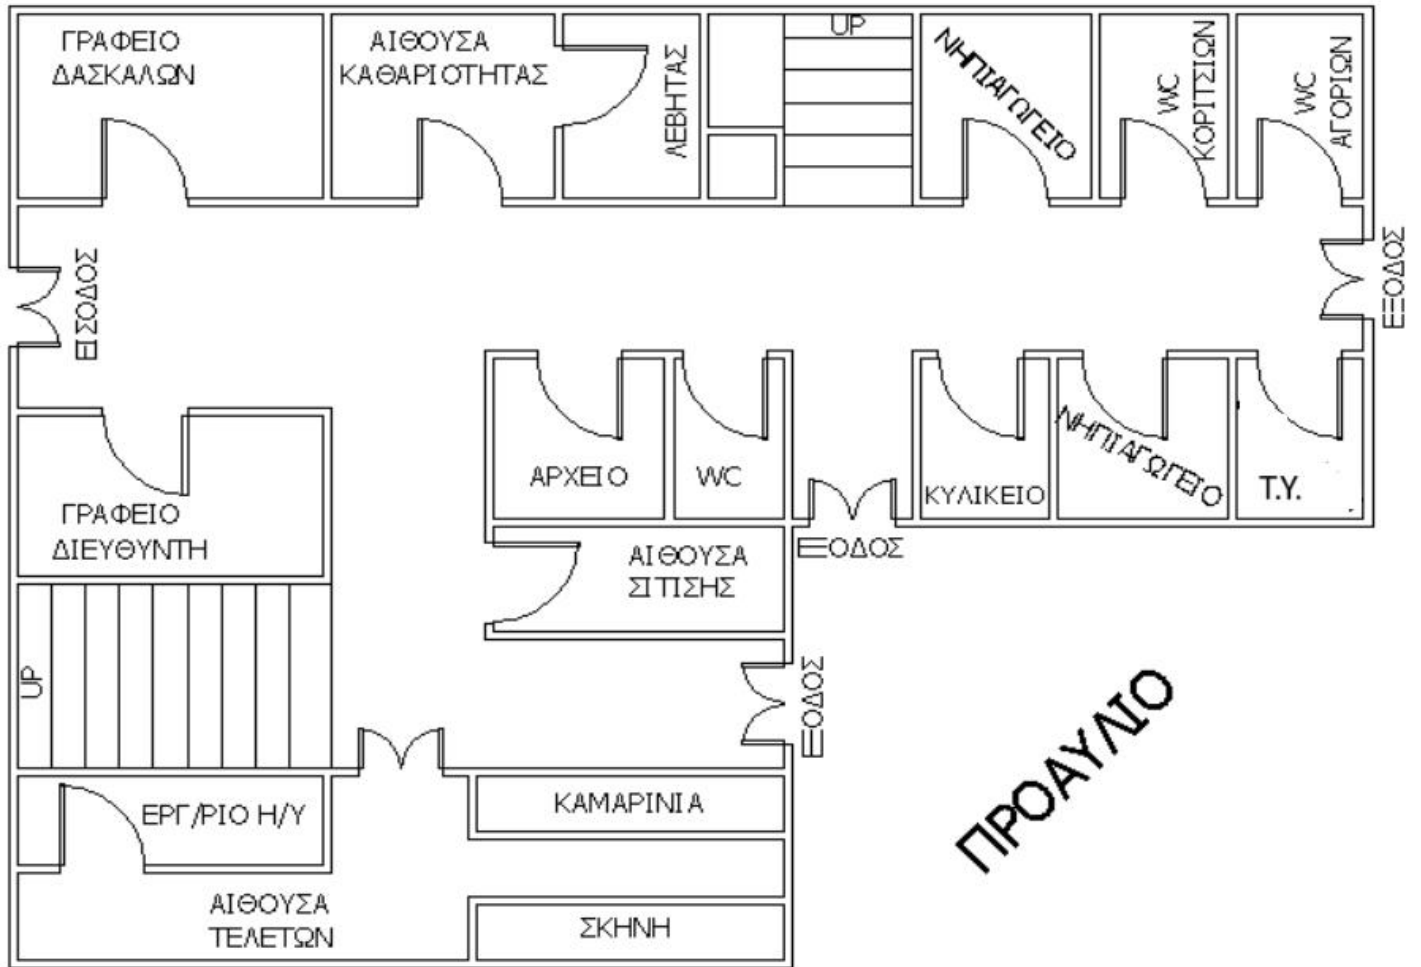 ΓΡΑΦΕΙΟ
ΔΑΣΚΑΛΩΝ
ΑΙΘΟΥΣΑ
ΚΑΘΑΡΙΟΤΗΤΑΣ
ΛΕΒΗΤΑΣ
UP
ΝΗΠΙΑΓΩΓΕΙΟ
WC
ΚΟΡΙΤΣΙΩΝ
WC
ΑΓΟΡΙΩΝ
ΕΙΣΟΔΟΣ
ΕΞΟΔΟΣ
ΑΡΧΕΙΟ
WC
ΚΥΛΙΚΕΙΟ
ΝΗΠΙΑΓΩΓΕΙΟ
Τ.Υ.
ΓΡΑΦΕΙΟ
ΔΙΕΥΘΥΝΤΗ
ΕΞΟΔΟΣ
ΑΙΘΟΥΣΑ
ΣΙΤΙΣΗΣ
UP
ΕΞΟΔΟΣ
ΠΡΟΑΥΛΙΟ
ΕΡΓ/ΡΙΟ Η/Υ
ΚΑΜΑΡΙΝΙΑ
ΑΙΘΟΥΣΑ
ΤΕΛΕΤΩΝ
ΣΚΗΝΗ